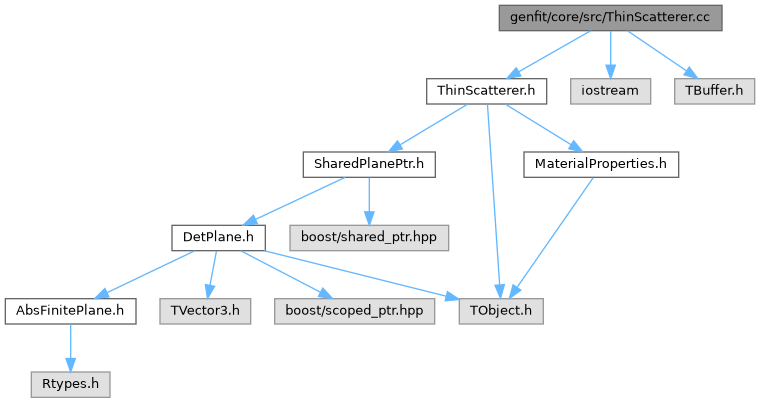 genfit/core/src/ThinScatterer.cc
ThinScatterer.h
iostream
TBuffer.h
SharedPlanePtr.h
MaterialProperties.h
DetPlane.h
boost/shared_ptr.hpp
AbsFinitePlane.h
TVector3.h
boost/scoped_ptr.hpp
TObject.h
Rtypes.h